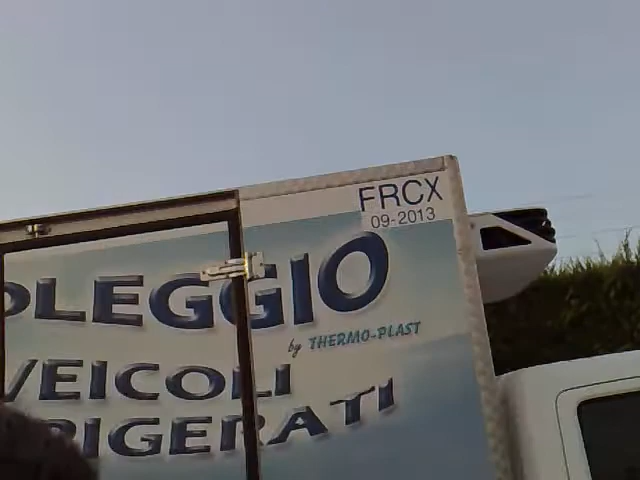 FRCX
09-2013
OLEGGIO
by THERMO-PLAST
VEICOLI
RIGERATI